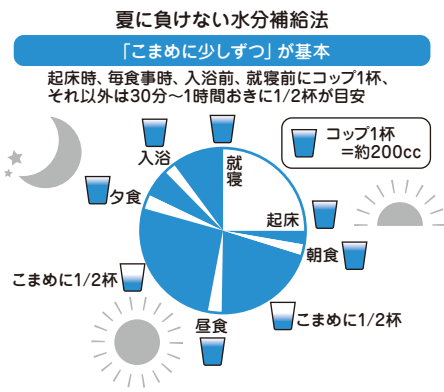 夏に負けない水分補給法
「こまめに少しずつ」が基本
起床時、毎食事時、入浴前、就寝前にコップ1杯、
それ以外は30分～1時間おきに1/2杯が目安
コップ1杯
=約200cc
入浴
就寝
夕食
起床
朝食
こまめに1/2杯
こまめに1/2杯
昼食